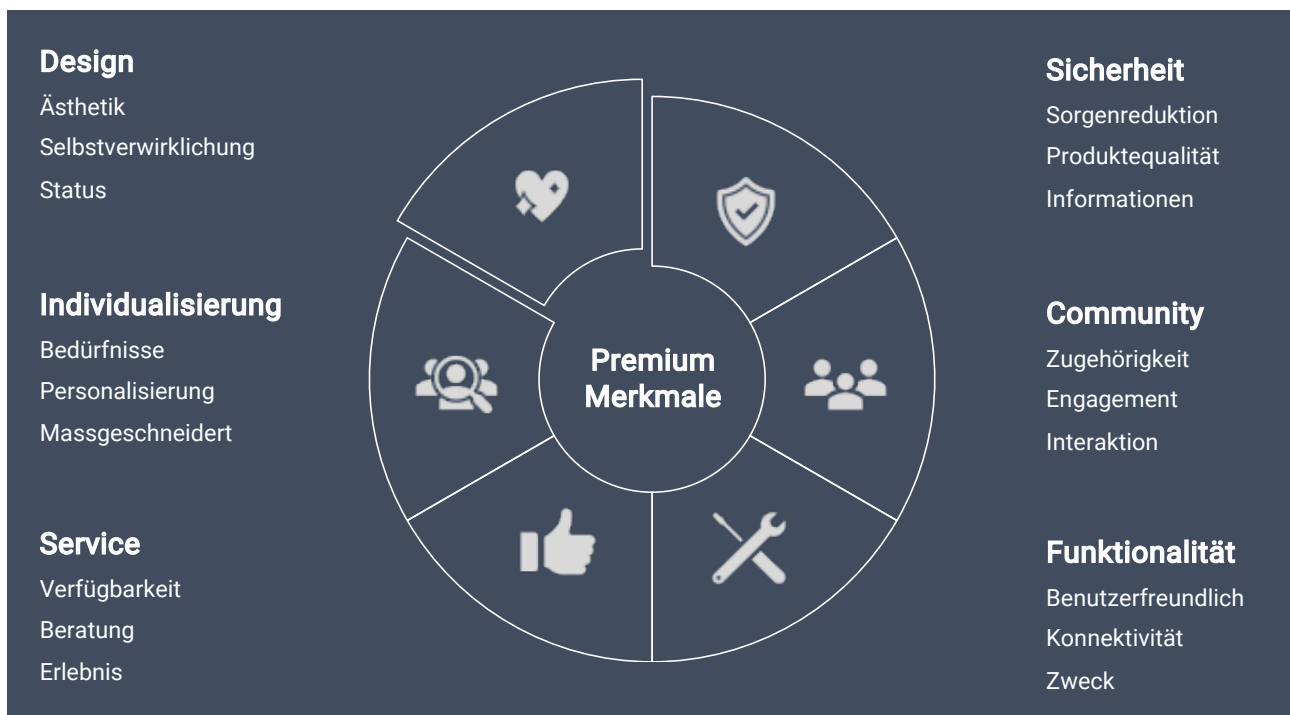 Design
Ästhetik
Selbstverwirklichung
Status
Individualisierung
Bedürfnisse
Personalisierung
Massgeschneidert
Service
Verfügbarkeit
Beratung
Erlebnis
Premium
Merkmale
Sicherheit
Sorgenreduktion
Produktequalität
Informationen
Community
Zugehörigkeit
Engagement
Interaktion
Funktionalität
Benutzerfreundlich
Konnektivität
Zweck